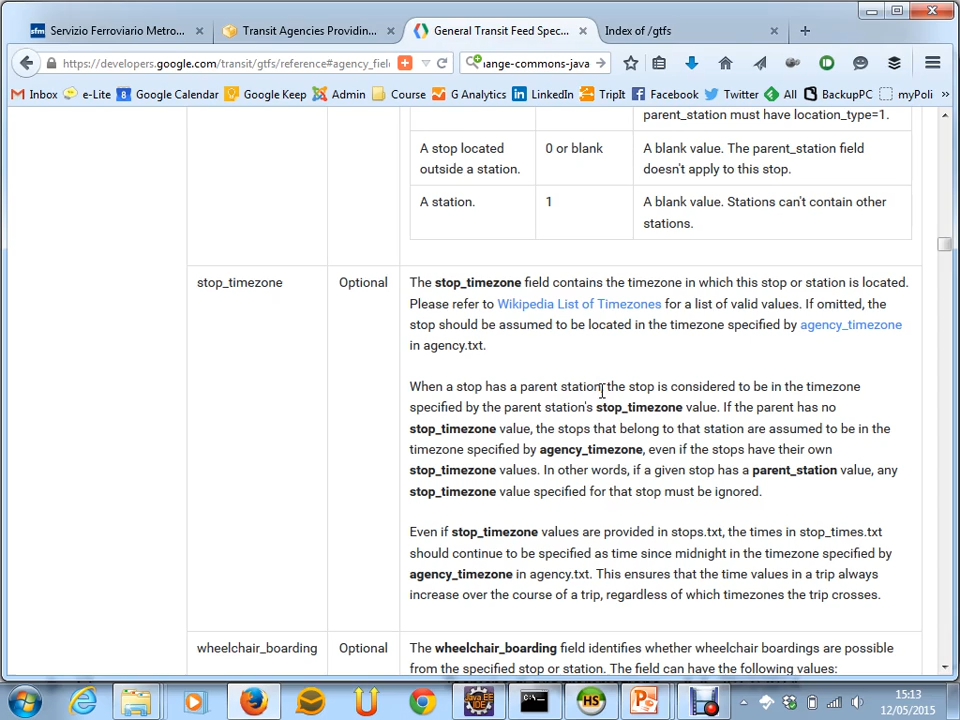 Servizio Ferroviario Metro...
Transit Agencies Providin...
General Transit Feed Spec...
Index of /gtfs
https://developers.google.com/transit/gtfs/reference#agency_fiel
ange-commons-java
Inbox
e-Lite
8
Google Calendar
Google Keep
Admin
Course
G Analytics
LinkedIn
TripIt
Facebook
Twitter
All
BackupPC
myPoli
»
parent_station must have location_type=1.
A stop located 0 or blank A blank value. The parent_station field
outside a station. doesn't apply to this stop.
A station. 1 A blank value. Stations can't contain other
stations.
stop_timezone Optional The stop_timezone field contains the timezone in which this stop or station is located.
Please refer to Wikipedia List of Timezones for a list of valid values. If omitted, the
stop should be assumed to be located in the timezone specified by agency_timezone
in agency.txt.
When a stop has a parent station, the stop is considered to be in the timezone
specified by the parent station's stop_timezone value. If the parent has no
stop_timezone value, the stops that belong to that station are assumed to be in the
timezone specified by agency_timezone, even if the stops have their own
stop_timezone values. In other words, if a given stop has a parent_station value, any
stop_timezone value specified for that stop must be ignored.
Even if stop_timezone values are provided in stops.txt, the times in stop_times.txt
should continue to be specified as time since midnight in the timezone specified by
agency_timezone in agency.txt. This ensures that the time values in a trip always
increase over the course of a trip, regardless of which timezones the trip crosses.
wheelchair_boarding Optional The wheelchair_boarding field identifies whether wheelchair boardings are possible
from the specified stop or station. The field can have the following values:
Java EE
IDE
HS
15:13
12/05/2015